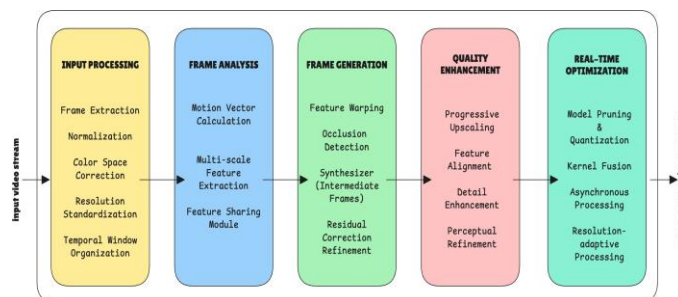 Input video stream
INPUT PROCESSING
Frame Extraction
Normalization
Color Space
Correction
Resolution
Standardization
Temporal Window
Organization
FRAME ANALYSIS
Motion Vector
Calculation
Multi-scale
Feature
Extraction
Feature Sharing
Module
FRAME GENERATION
Feature Warping
Occlusion
Detection
Synthesizer
(Intermediate
Frames)
Residual
Correction
Refinement
QUALITY
ENHANCEMENT
Progressive
Upscaling
Feature
Alignment
Detail
Enhancement
Perceptual
Refinement
REAL-TIME
OPTIMIZATION
Model Pruning
&
Quantization
Kernel Fusion
Asynchronous
Processing
Resolution-
adaptive
Processing